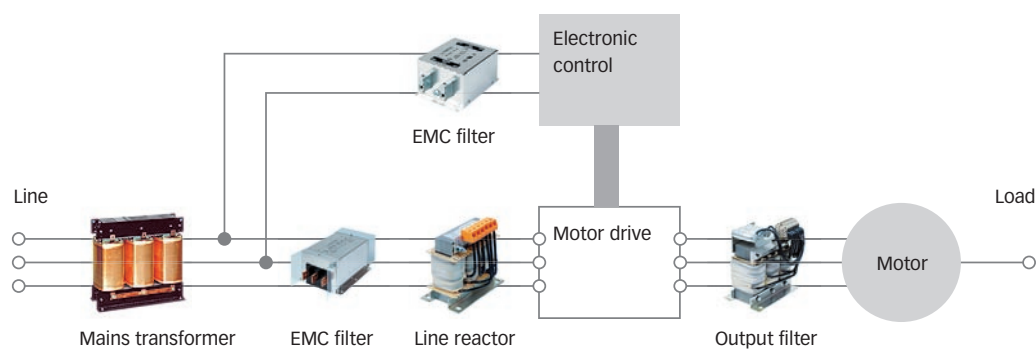 Electronic
control
EMC filter
Line
Load
Motor drive
Motor
Mains transformer
EMC filter
Line reactor
Output filter